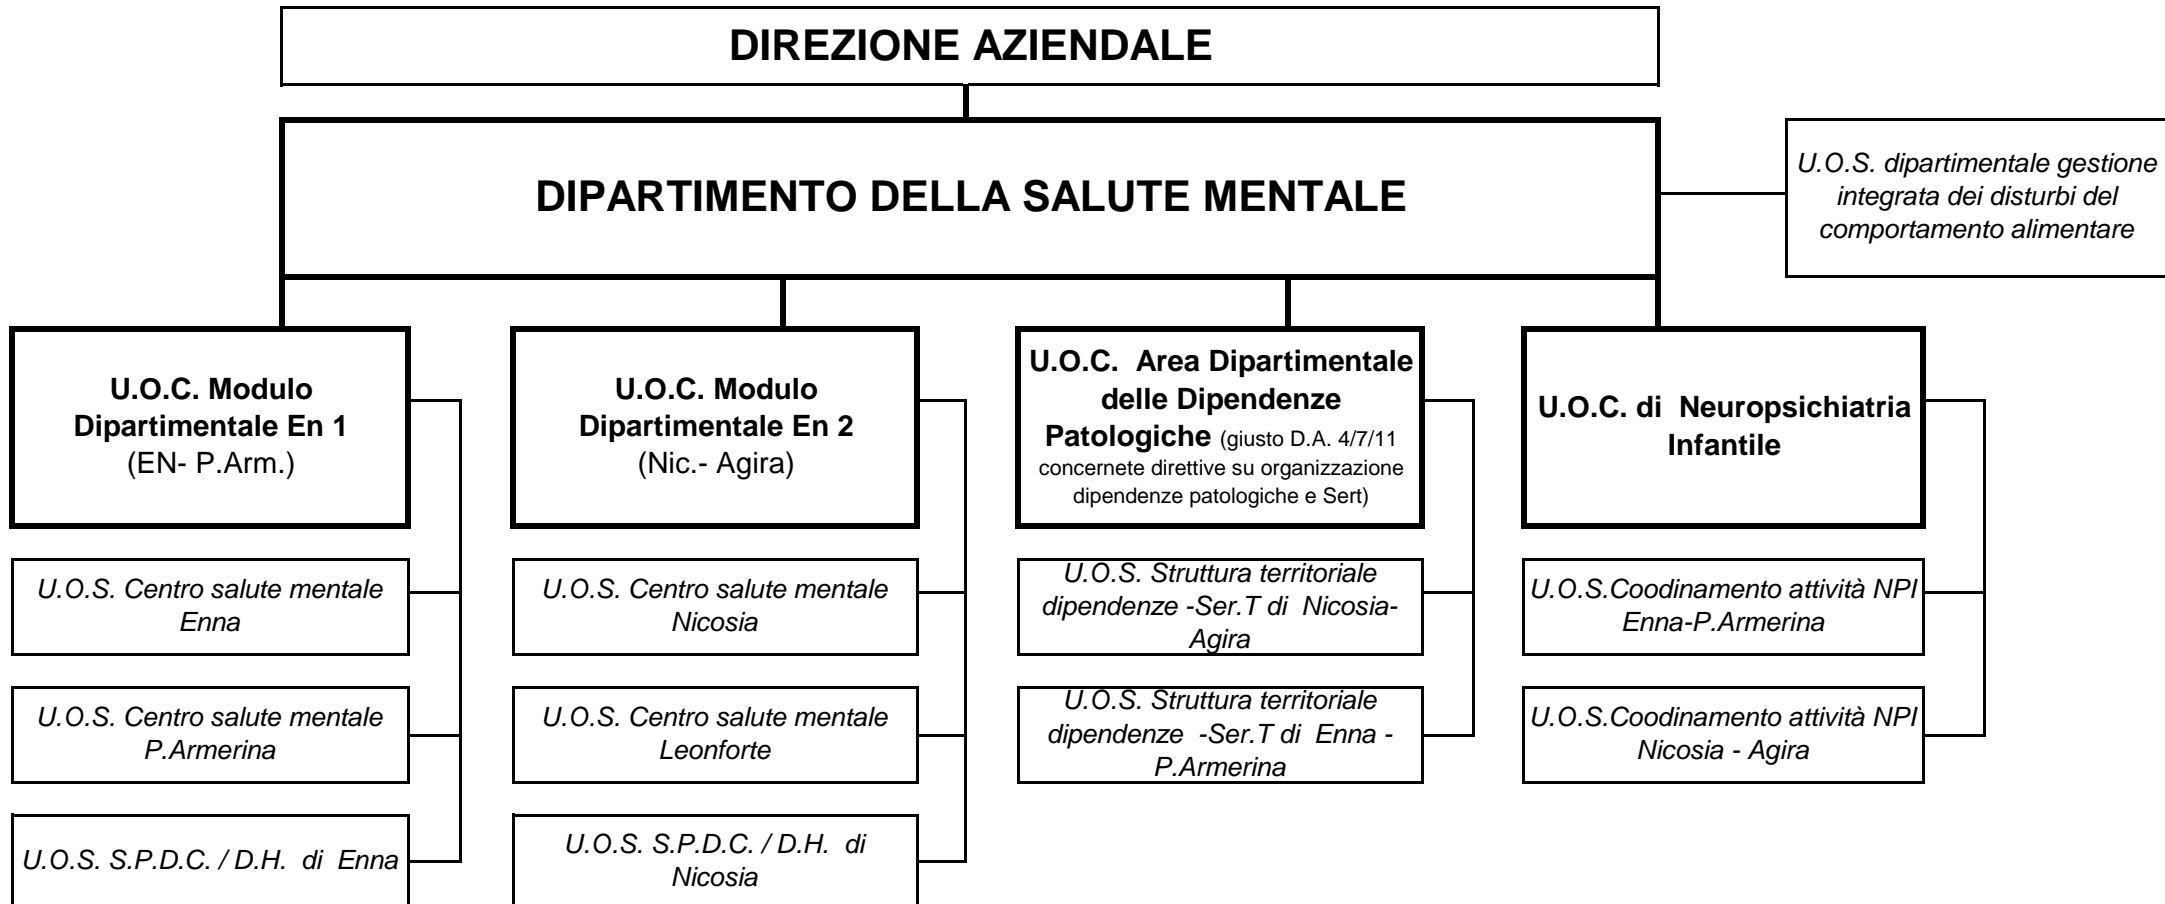 DIREZIONE AZIENDALE
DIPARTIMENTO DELLA SALUTE MENTALE
U.O.S. dipartimentale gestione
integrata dei disturbi del
comportamento alimentare
U.O.C. Modulo
Dipartimentale En 1
(EN- P.Arm.)
U.O.S. Centro salute mentale
Enna
U.O.S. Centro salute mentale
P.Armerina
U.O.S. S.P.D.C. / D.H. di Enna
U.O.C. Modulo
Dipartimentale En 2
(Nic.- Agira)
U.O.S. Centro salute mentale
Nicosia
U.O.S. Centro salute mentale
Leonforte
U.O.S. S.P.D.C. / D.H. di
Nicosia
U.O.C. Area Dipartimentale
delle Dipendenze
Patologiche (giusto D.A. 4/7/11
concernete direttive su organizzazione
dipendenze patologiche e Sert)
U.O.S. Struttura territoriale
dipendenze -Ser.T di Nicosia-
Agira
U.O.S. Struttura territoriale
dipendenze -Ser.T di Enna -
P.Armerina
U.O.C. di Neuropsichiatria
Infantile
U.O.S.Coodinamento attività NPI
Enna-P.Armerina
U.O.S.Coodinamento attività NPI
Nicosia - Agira